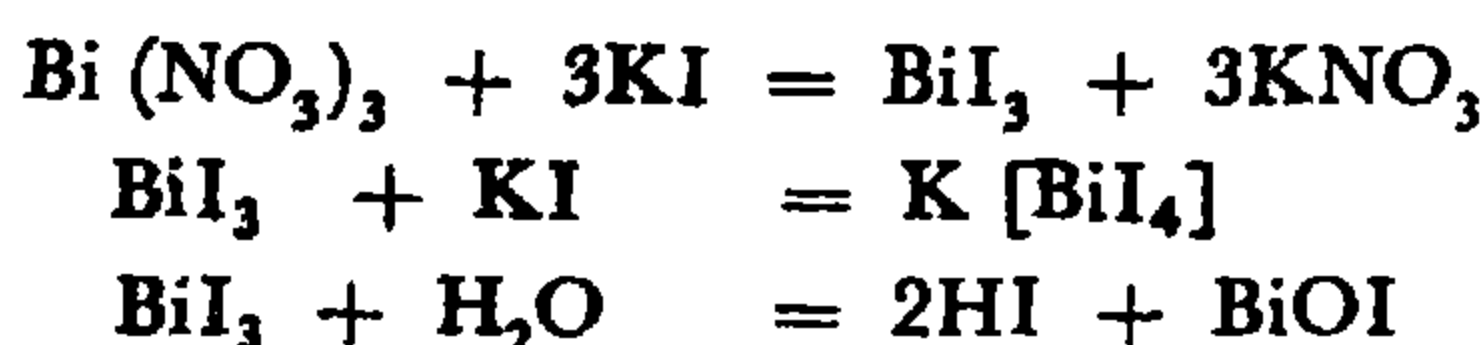 Bi (NO₃)₃ + 3KI = BiI₃ + 3KNO₃
BiI₃ + KI = K [BiI₄]
BiI₃ + H₂O = 2HI + BiOI